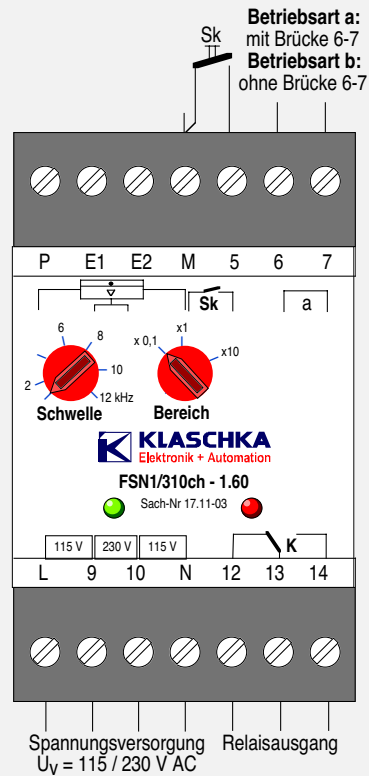 Betriebsart a:
Sk
mit Brücke 6-7
Betriebsart b:
ohne Brücke 6-7
P E1 E2 M 5 6 7
Sk a
6 8 10 12 kHz 2
x 0,1 x1 x10
Schwelle Bereich
K KLASCHKA
Elektronik + Automation
FSN1/310ch - 1.60
Sach-Nr 17.11-03
115 V 230 V 115 V K
L 9 10 N 12 13 14
Spannungsversorgung Relaisausgang
UV = 115 / 230 V AC